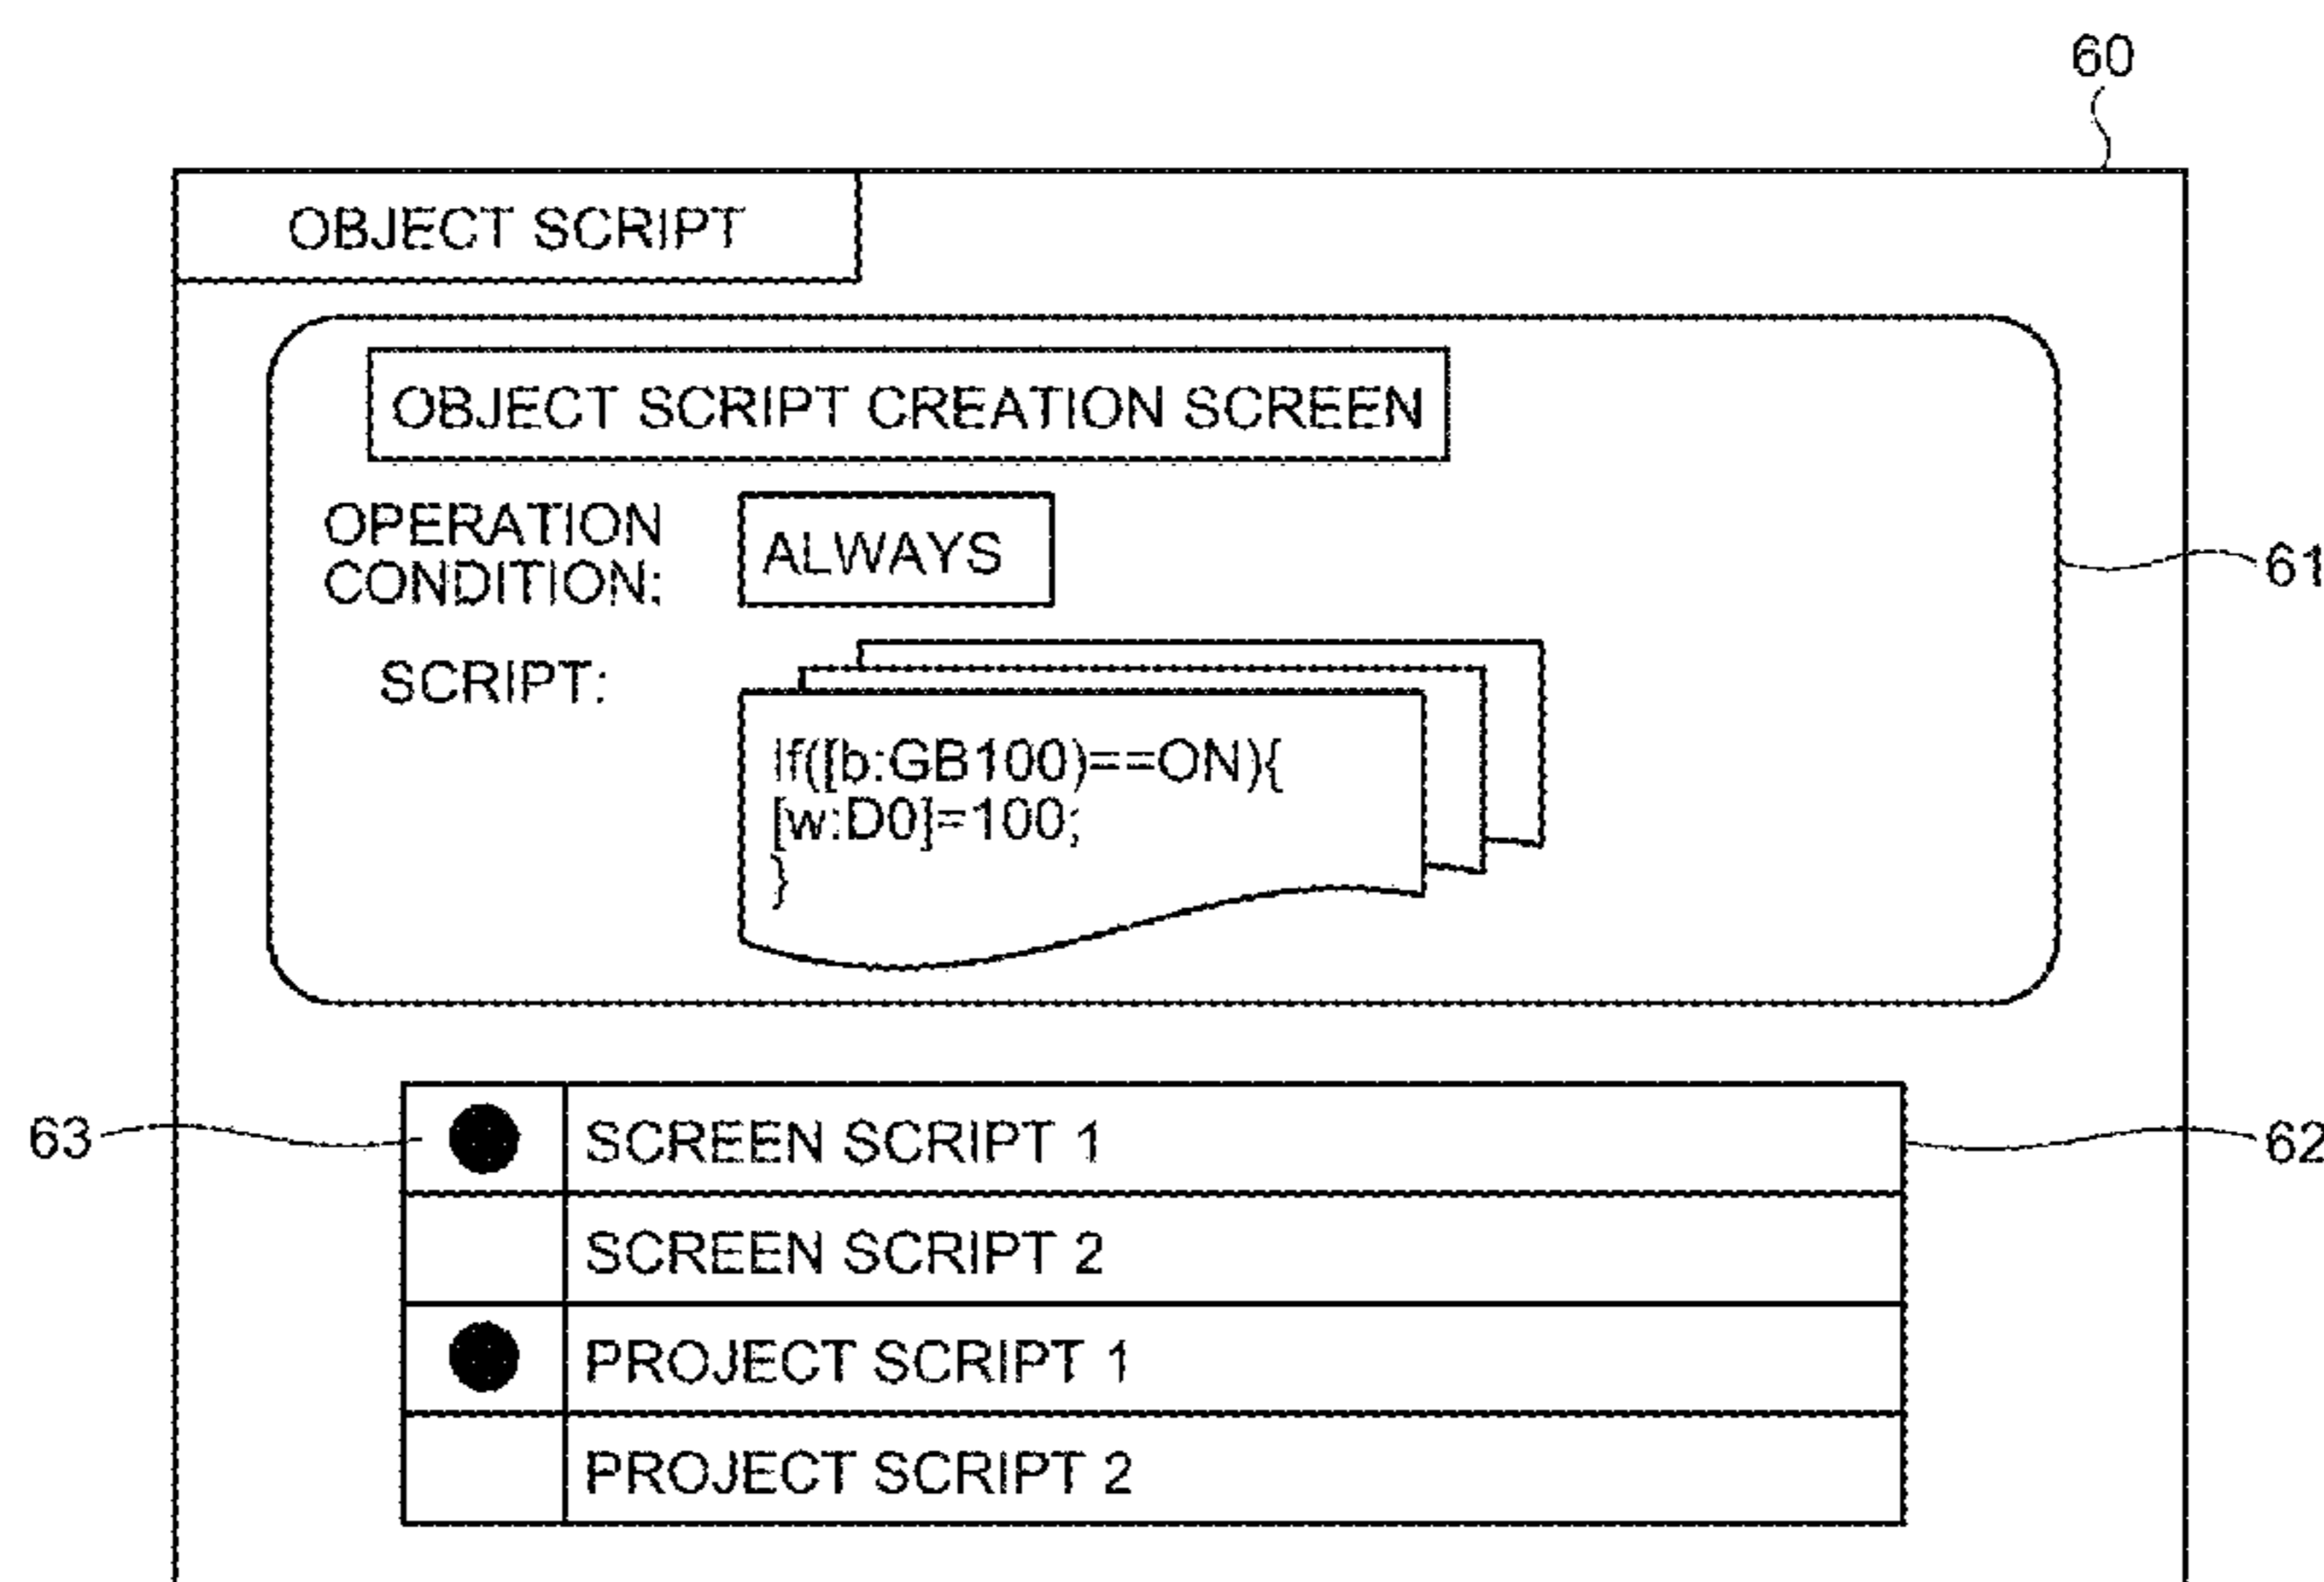 60
OBJECT SCRIPT
OBJECT SCRIPT CREATION SCREEN
OPERATION
CONDITION:
ALWAYS
61
SCRIPT:
If([b:GB100)==ON){
[w:D0]=100;
}
63
SCREEN SCRIPT 1
62
SCREEN SCRIPT 2
PROJECT SCRIPT 1
PROJECT SCRIPT 2